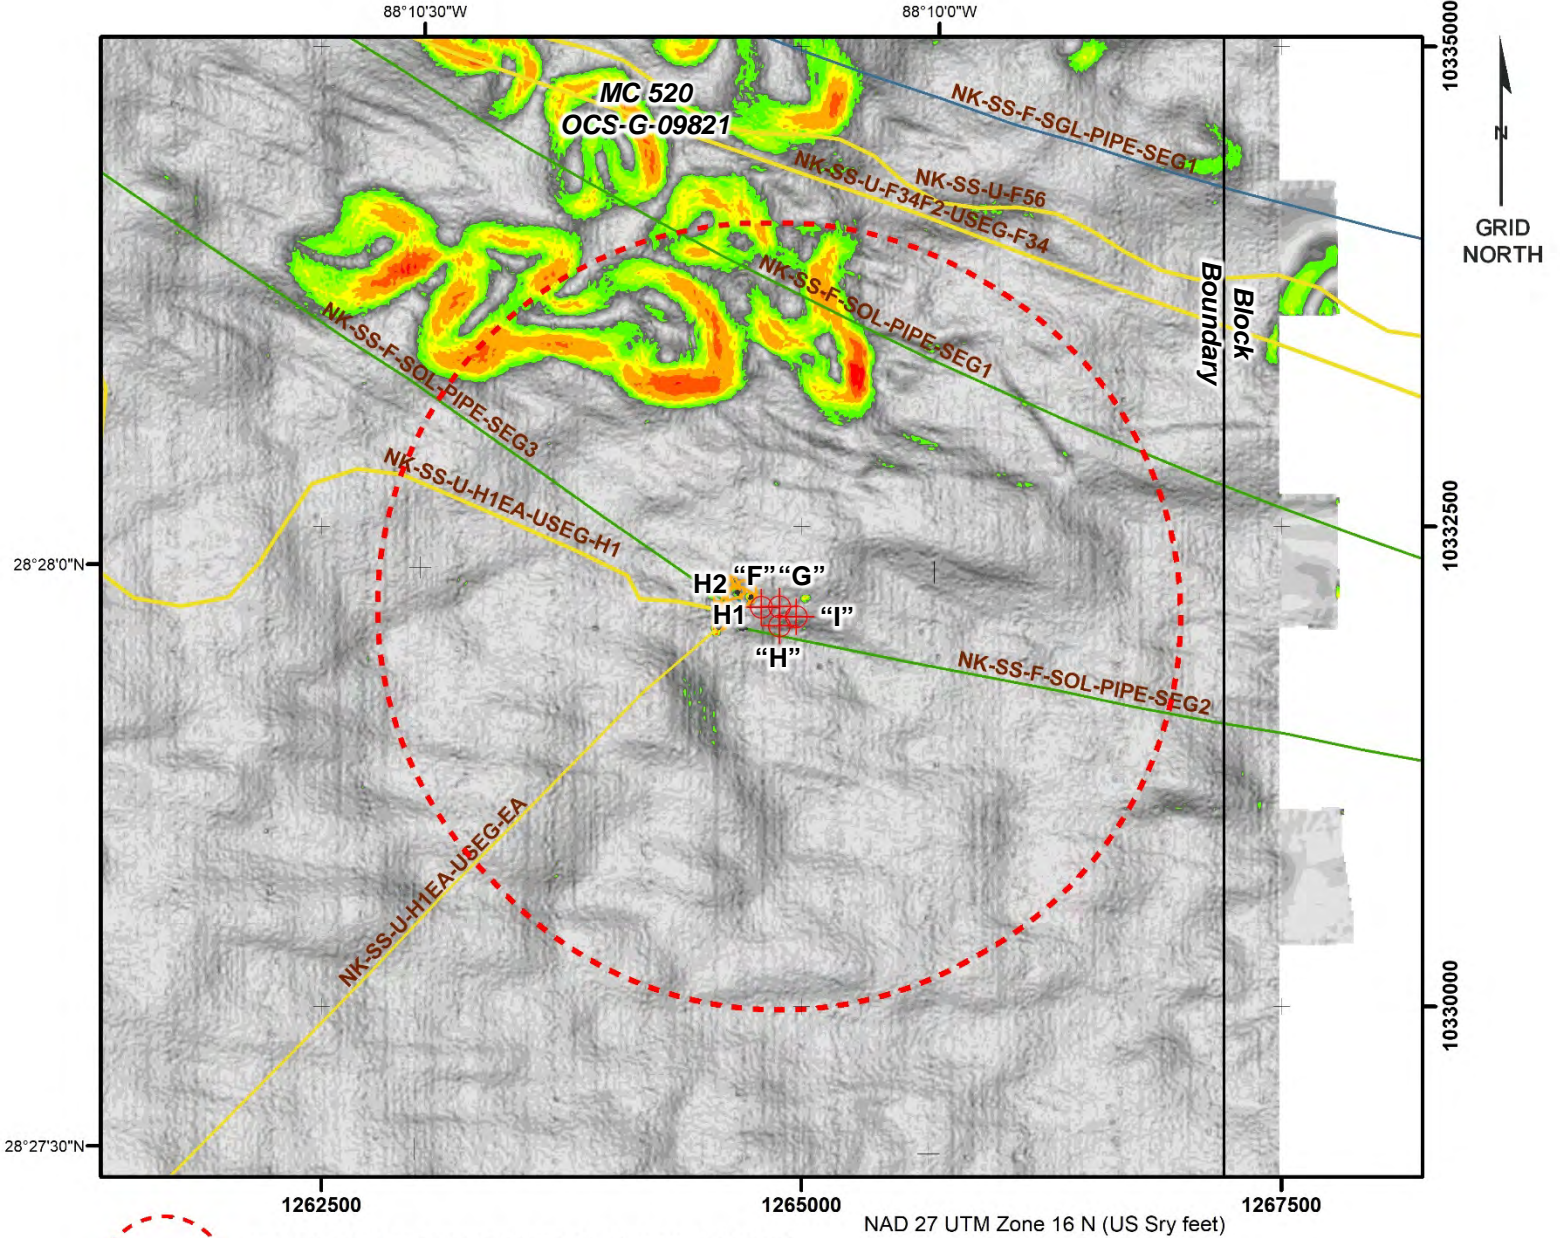 88°10'30"W
88°10'0"W
1035000
MC 520
OCS-G-09821
NK-SS-F-SGL-PIPE-SEG1
N
NK-SS-U-F56
NK-SS-U-F34F2-USEG-F34
GRID
NORTH
Block
Boundary
NK-SS-F-SOL-PIPE-SEG1
NK-SS-F-SOL-PIPE-SEG3
NK-SS-U-H1EA-USEG-H1
1032500
28°28'0"N
H2 “F” “G”
H1 “I”
“H”
NK-SS-F-SOL-PIPE-SEG2
NK-SS-U-H1EA-USEG-EA
1030000
28°27'30"N
1262500
1265000
1267500
NAD 27 UTM Zone 16 N (US Sry feet)